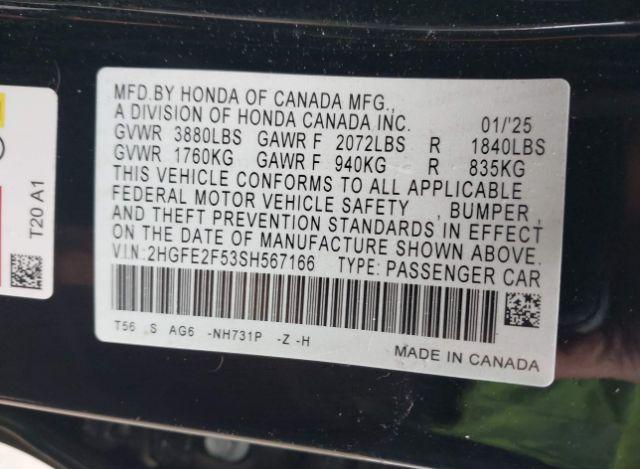 MFD.BY HONDA OF CANADA MFG.,
A DIVISION OF HONDA CANADA INC. 01/'25
GVWR 3880LBS GAWR F 2072LBS R 1840LBS
GVWR 1760KG GAWR F 940KG R 835KG
THIS VEHICLE CONFORMS TO ALL APPLICABLE
FEDERAL MOTOR VEHICLE SAFETY , BUMPER,
AND THEFT PREVENTION STANDARDS IN EFFECT
ON THE DATE OF MANUFACTURE SHOWN ABOVE.
V.I.N:2HGFE2F53SH567166 TYPE: PASSENGER CAR
T56 S AG6 -NH731P -Z -H
MADE IN CANADA
T20 A1